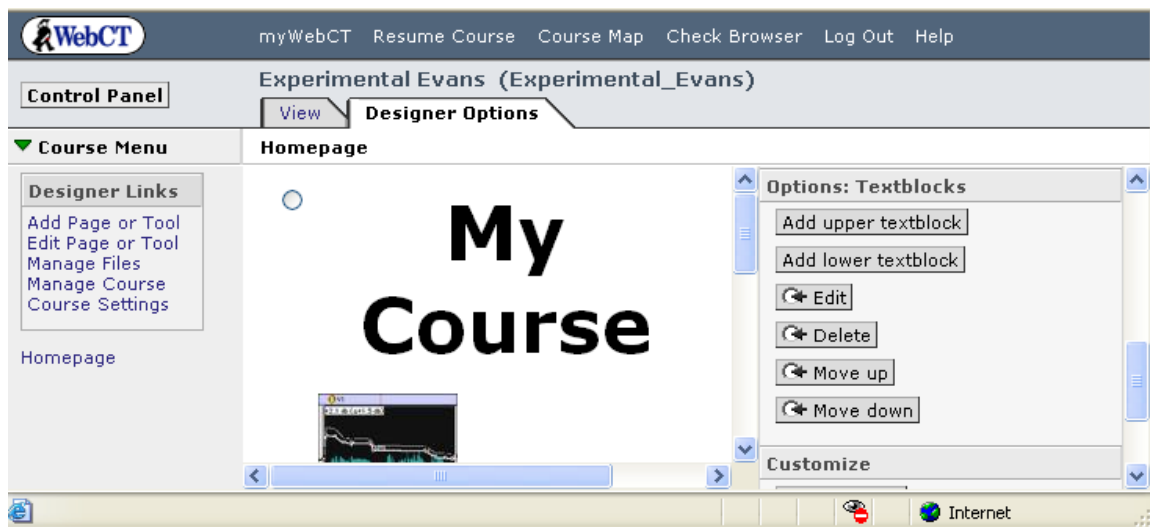 WebCT
myWebCT Resume Course Course Map Check Browser Log Out Help
Control Panel
Experimental Evans (Experimental_Evans)
View Designer Options
Course Menu
Homepage
Designer Links
Add Page or Tool
Edit Page or Tool
Manage Files
Manage Course
Course Settings
Homepage
My
Course
Options: Textblocks
Add upper textblock
Add lower textblock
Edit
Delete
Move up
Move down
Customize
Internet